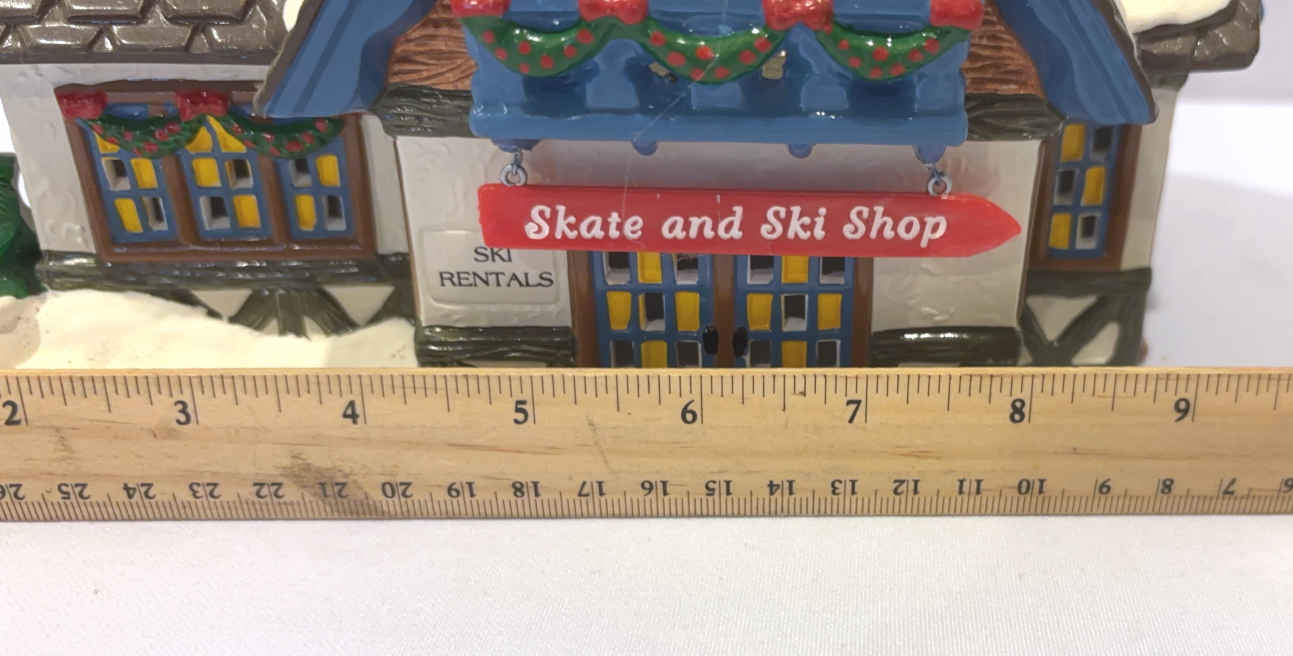 Skate and Ski Shop
SKI
RENTALS
2 3 4 5 6 7 8 9
26 25 24 23 22 21 20 19 18 17 16 15 14 13 12 11 10 9 8 7 6